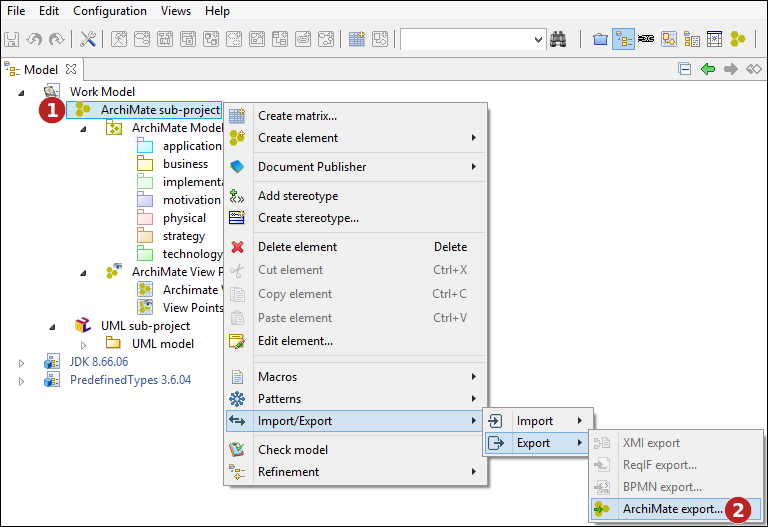 File Edit Configuration Views Help
Model
Work Model
1 ArchiMate sub-project
ArchiMate Model
application
business
implementa
motivation
physical
strategy
technology
ArchiMate View P
Archimate V
View Points
UML sub-project
UML model
JDK 8.66.06
PredefinedTypes 3.6.04
Create matrix...
Create element
Document Publisher
Add stereotype
Create stereotype...
Delete element Delete
Cut element Ctrl+X
Copy element Ctrl+C
Paste element Ctrl+V
Edit element...
Macros
Patterns
Import/Export
Check model
Refinement
Import
Export
XMI export
ReqIF export...
BPMN export...
ArchiMate export... 2